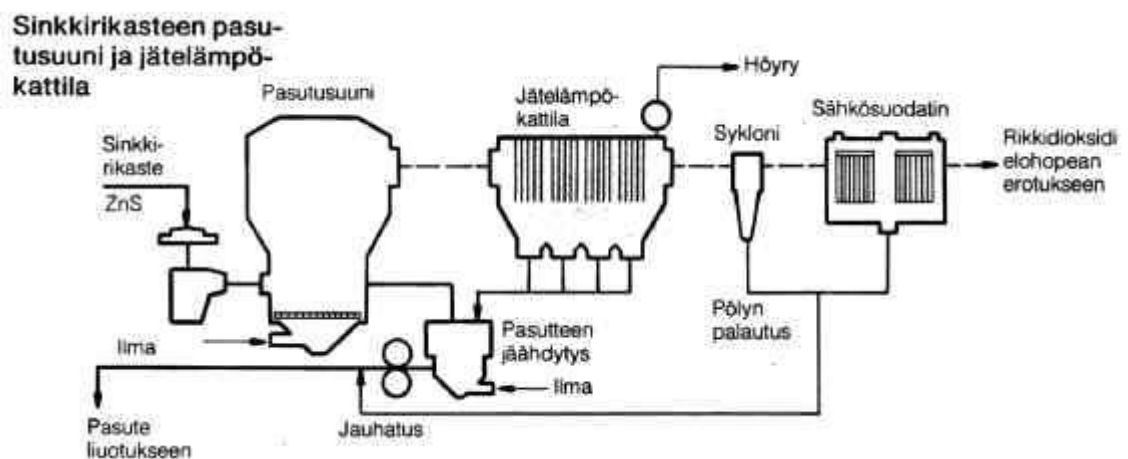 Sinkkirikasteen pasu-
tusuuni ja jätelämpö-
kattila
Pasutusuuni
Jätelämpö-
kattila
Höyry
Sykloni
Sähkösuodatin
Sinkki-
rikaste
ZnS
Rikkidioksidi
elohopean
erotukseen
Pölyn
palautus
Pasutteen
jäähdytys
Ilma
Ilma
Jauhatus
Pasute
liuotukseen